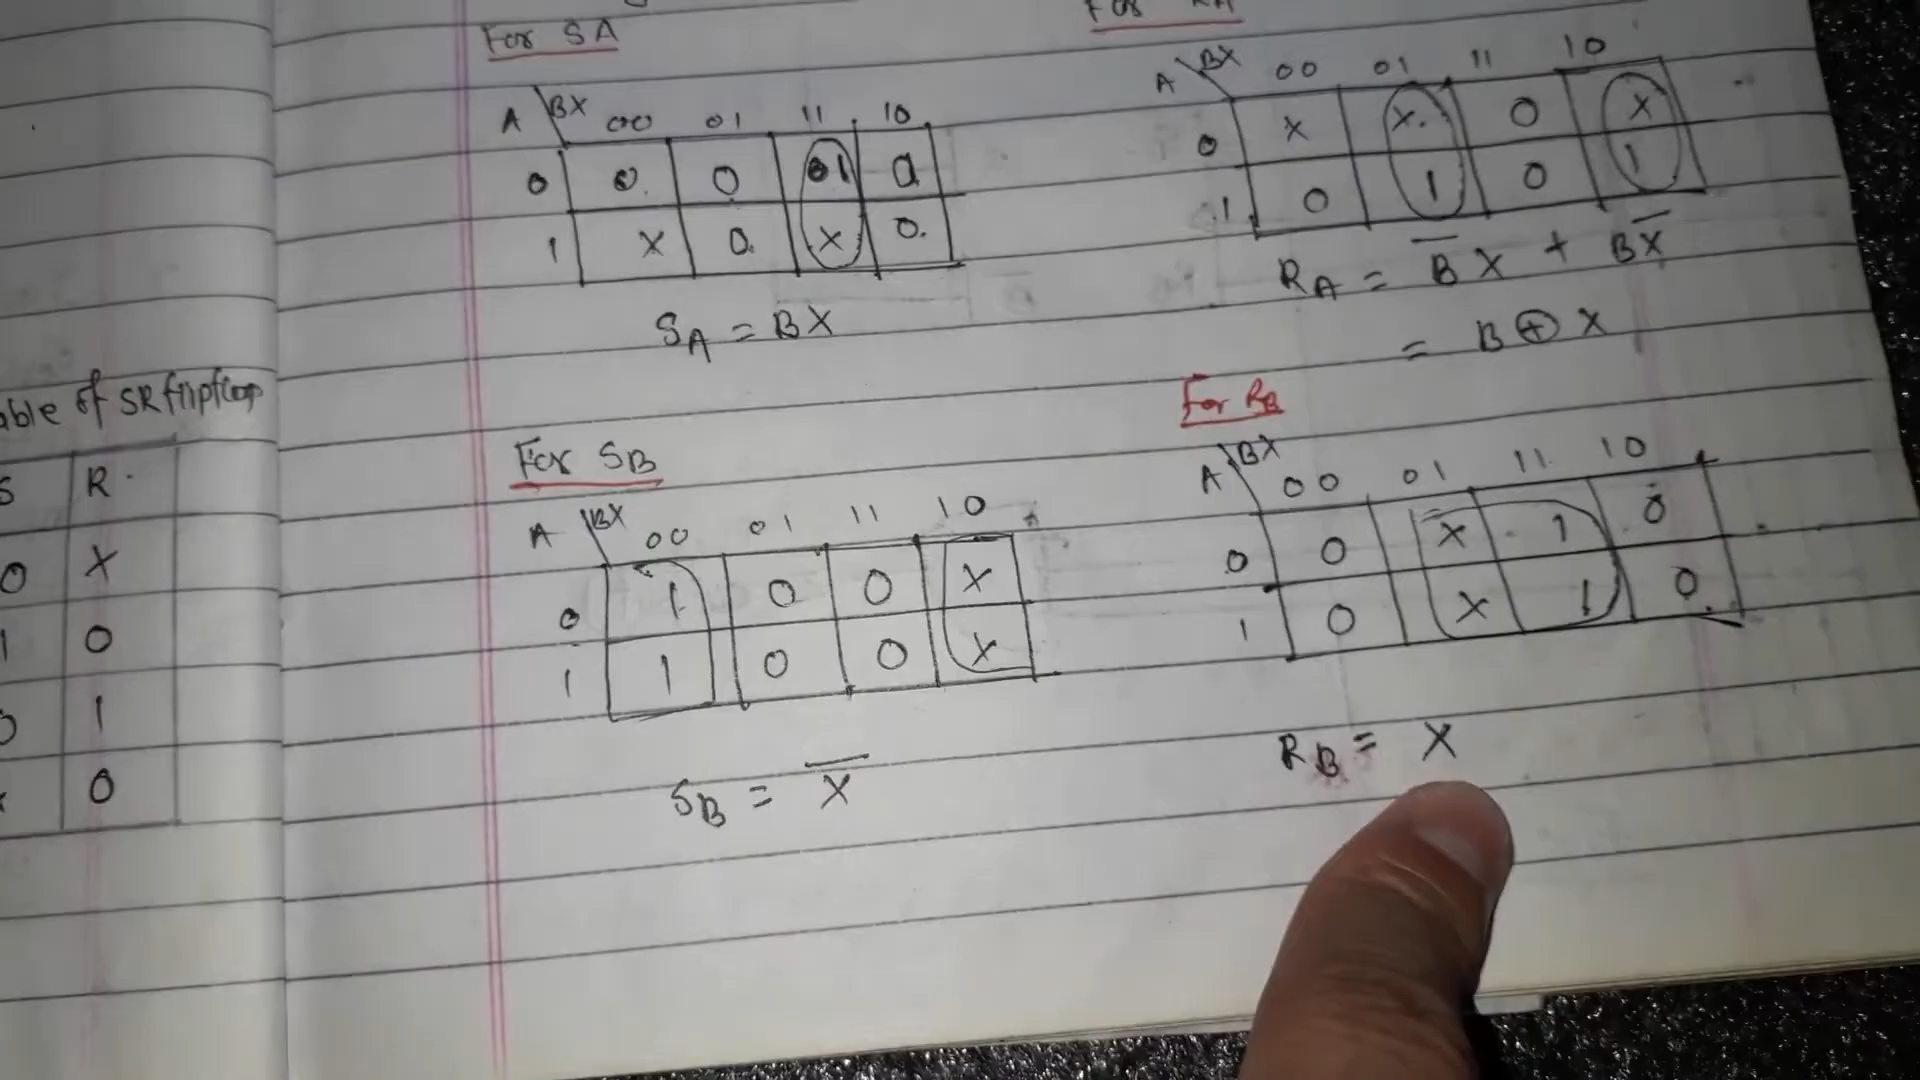 For SA
A \ BX 00 01 11 10
0 0 0 1 0
1 X 0 X 0
SA = BX
For RA
A \ BX 00 01 11 10
0 X X 0 X
1 0 1 0 1
RA = B̅X + BX̅
= B ⊕ X
able of SR flipflop
S R
0 X
1 0
0 1
X 0
For SB
A \ BX 00 01 11 10
0 1 0 0 X
1 1 0 0 X
SB = X̅
For RB
A \ BX 00 01 11 10
0 0 X 1 0
1 0 X 1 0
RB = X